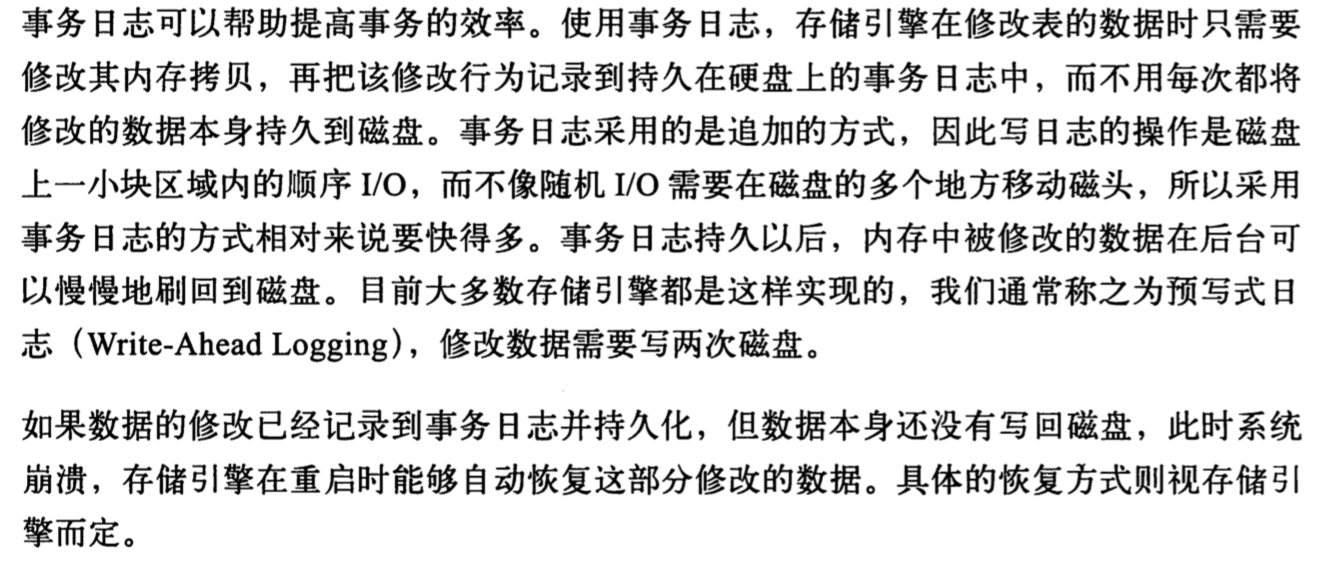 事务日志可以帮助提高事务的效率。使用事务日志，存储引擎在修改表的数据时只需要
修改其内存拷贝，再把该修改行为记录到持久在硬盘上的事务日志中，而不用每次都将
修改的数据本身持久到磁盘。事务日志采用的是追加的方式，因此写日志的操作是磁盘
上一小块区域内的顺序 I/O，而不像随机 I/O 需要在磁盘的多个地方移动磁头，所以采用
事务日志的方式相对来说要快得多。事务日志持久以后，内存中被修改的数据在后台可
以慢慢地刷回到磁盘。目前大多数存储引擎都是这样实现的，我们通常称之为预写式日
志（Write-Ahead Logging），修改数据需要写两次磁盘。
如果数据的修改已经记录到事务日志并持久化，但数据本身还没有写回磁盘，此时系统
崩溃，存储引擎在重启时能够自动恢复这部分修改的数据。具体的恢复方式则视存储引
擎而定。